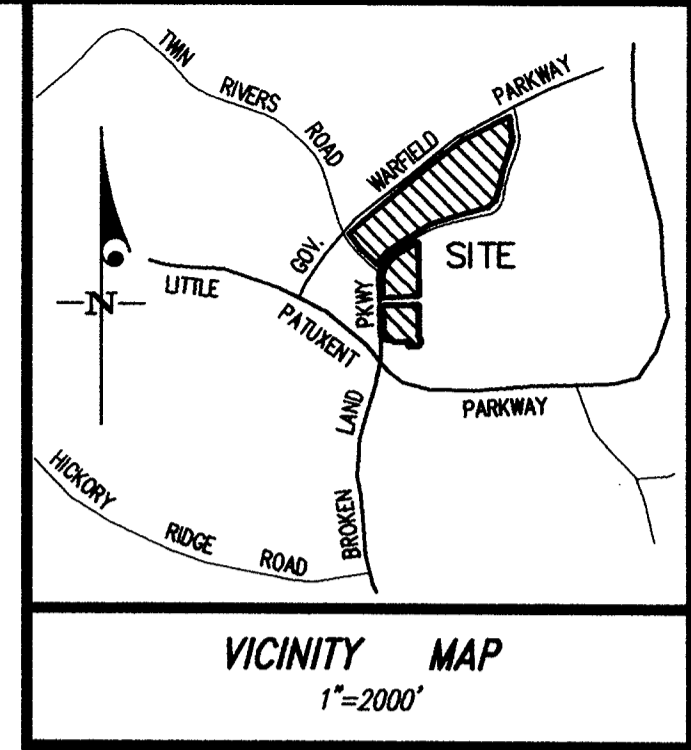 TWIN RIVERS ROAD
GOV. WARFIELD PARKWAY
SITE
LITTLE PATUXENT PARKWAY
N
BROKEN LAND PKWY
HICKORY RIDGE ROAD
VICINITY MAP
1"=2000'